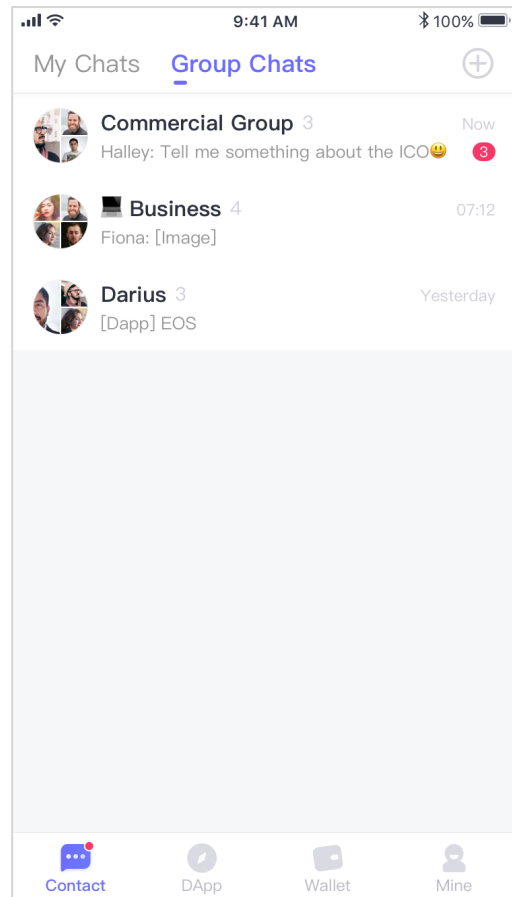 9:41 AM 100%
My Chats Group Chats
Commercial Group 3 Now
Halley: Tell me something about the ICO😃 3
💻 Business 4 07:12
Fiona: [Image]
Darius 3 Yesterday
[Dapp] EOS
Contact DApp Wallet Mine